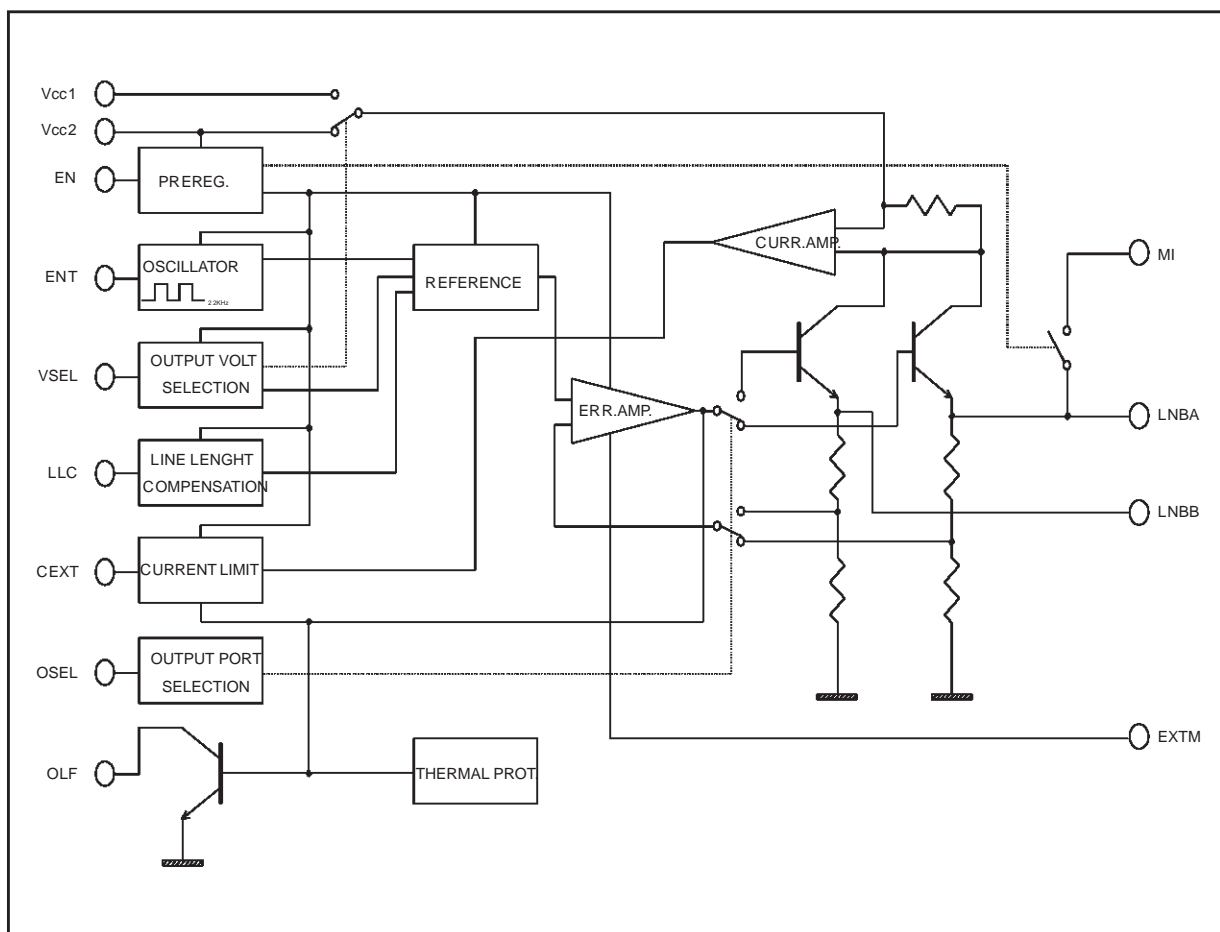 Vcc1
Vcc2
EN
PREREG.
CURR.AMP.
MI
ENT
OSCILLATOR
2 2KHz
REFERENCE
VSEL
OUTPUT VOLT
SELECTION
ERR.AMP.
LNBA
LLC
LINE LENGHT
COMPENSATION
LNBB
CEXT
CURRENT LIMIT
OSEL
OUTPUT PORT
SELECTION
EXTM
OLF
THERMAL PROT.